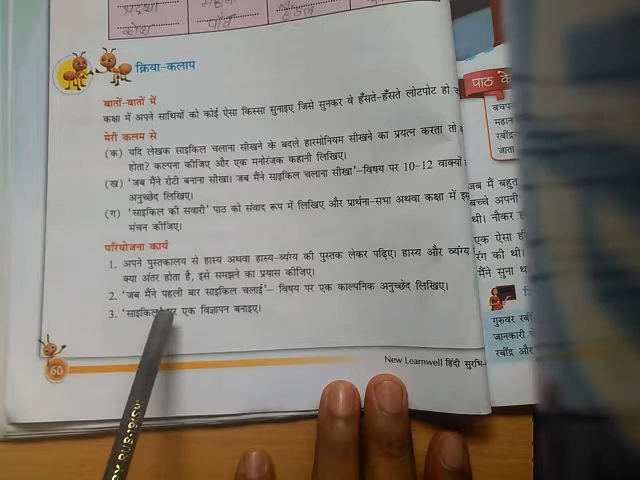 प्रदक्षा
कोष पौधे हैंडल
क्रिया-कलाप
बातों-बातों में
कक्षा में अपने साथियों को कोई ऐसा किस्सा सुनाइए जिसे सुनकर वे हँसते-हँसते लोटपोट हो
मेरी कलम से
(क) यदि लेखक साइकिल चलाना सीखने के बदले हारमोनियम सीखने का प्रयत्न करता तो
होता? कल्पना कीजिए और एक मनोरंजक कहानी लिखिए।
(ख) 'जब मैंने रोटी बनाना सीखा। जब मैंने साइकिल चलाना सीखा'–विषय पर 10-12 वाक्यों
अनुच्छेद लिखिए।
(ग) 'साइकिल की सवारी' पाठ को संवाद रूप में लिखिए और प्रार्थना-सभा अथवा कक्षा में
मंचन कीजिए।
परियोजना कार्य
1. अपने पुस्तकालय से हास्य अथवा हास्य-व्यंग्य की पुस्तक लेकर पढ़िए। हास्य और व्यंग्य
क्या अंतर होता है, इसे समझने का प्रयास कीजिए।
2. 'जब मैंने पहली बार साइकिल चलाई'– विषय पर एक काल्पनिक अनुच्छेद लिखिए।
3. 'साइकिल' पर एक विज्ञापन बनाइए।
60
New Learnwell हिंदी सुरभि-
पाठ के
बचप
महान
रवींद्र
जाता
जब मैं बहुत
बच्चे अपनी
थी। नौकर
एक ऐसा ही
रंग की थी।
मैंने सुना था
गुरुवर रवीं
जानकारी
रवींद्र और